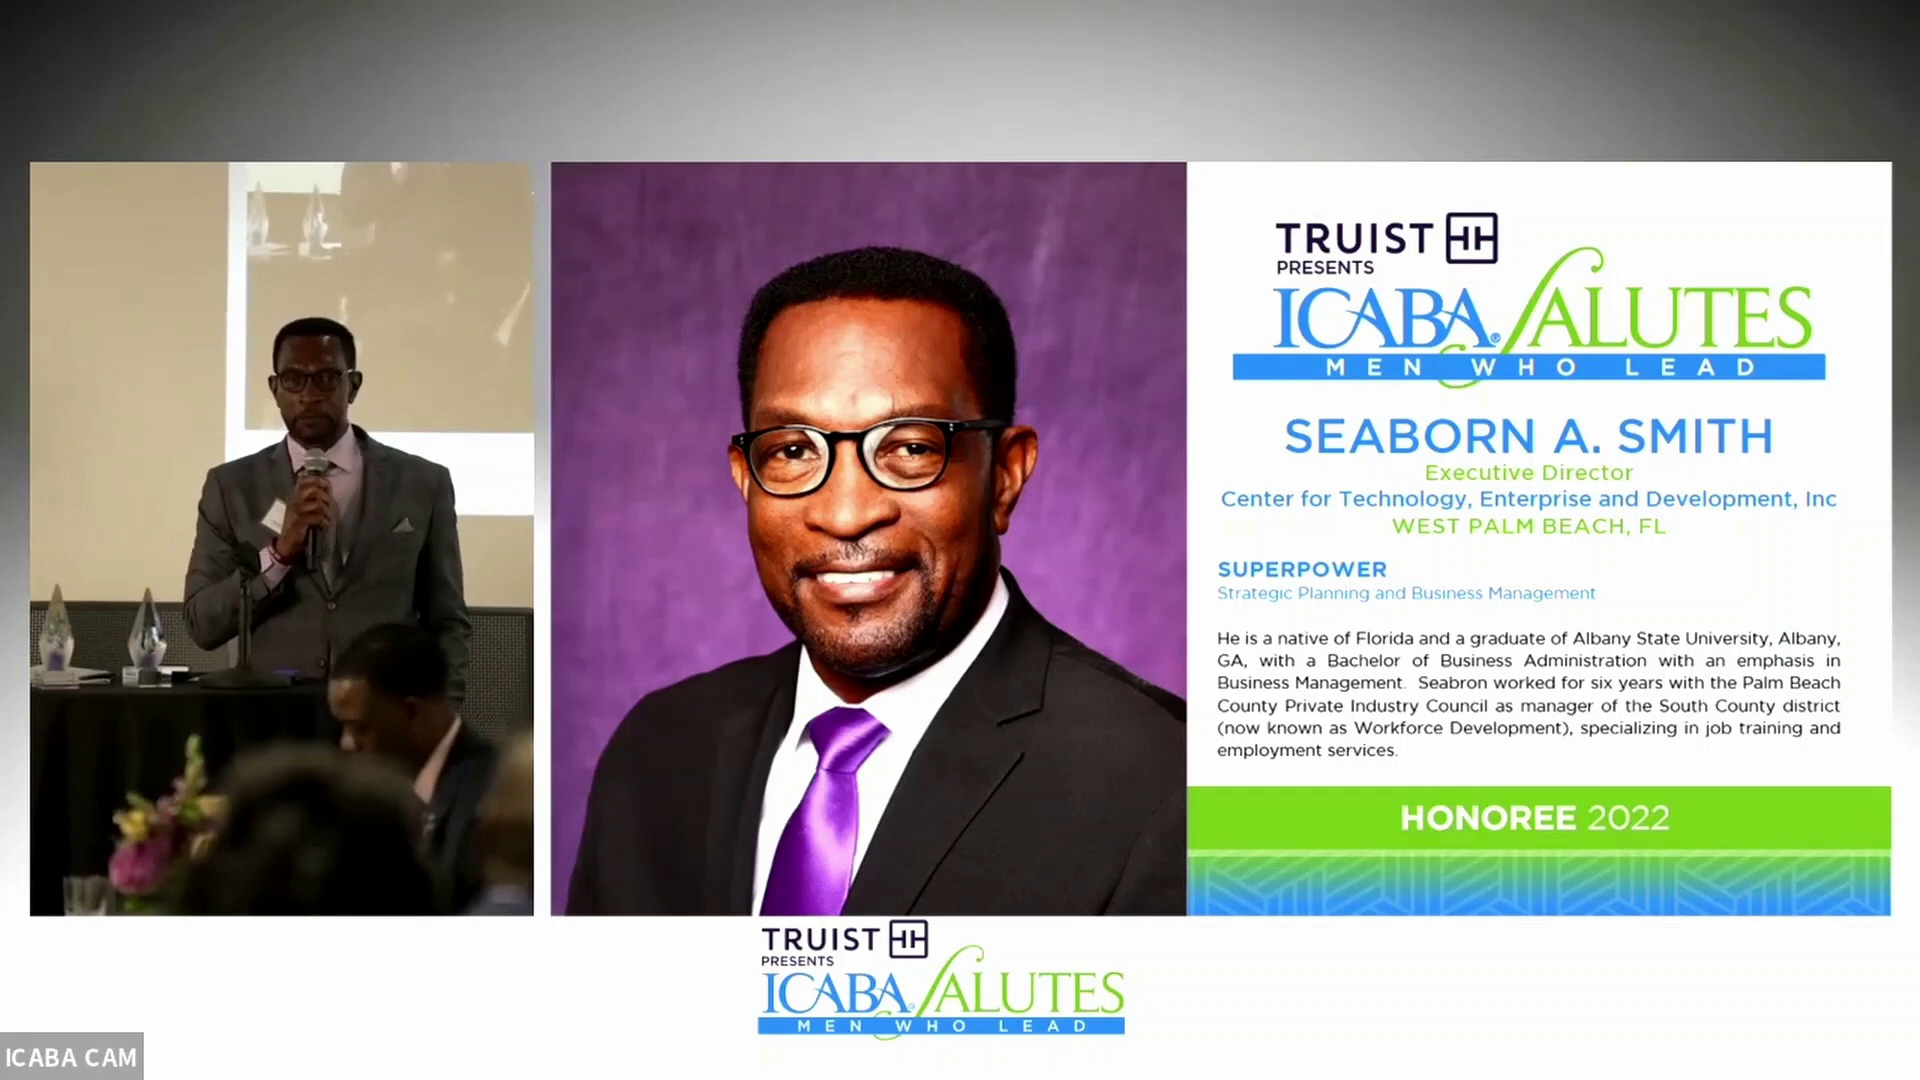 TRUIST
PRESENTS
ICABA® SALUTES
MEN WHO LEAD
SEABORN A. SMITH
Executive Director
Center for Technology, Enterprise and Development, Inc
WEST PALM BEACH, FL
SUPERPOWER
Strategic Planning and Business Management
He is a native of Florida and a graduate of Albany State University, Albany,
GA, with a Bachelor of Business Administration with an emphasis in
Business Management. Seabron worked for six years with the Palm Beach
County Private Industry Council as manager of the South County district
(now known as Workforce Development), specializing in job training and
employment services.
HONOREE 2022
TRUIST
PRESENTS
ICABA® SALUTES
MEN WHO LEAD
ICABA CAM